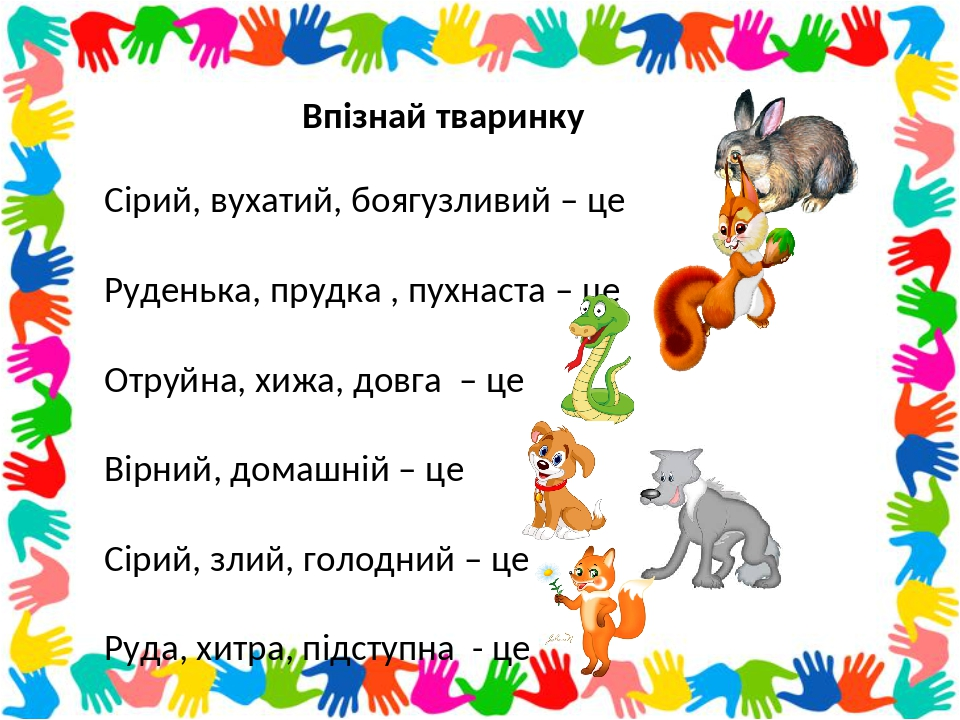 Впізнай тваринку
Сірий, вухатий, боягузливий – це
Руденька, прудка , пухнаста – це
Отруйна, хижа, довга – це
Вірний, домашній – це
Сірий, злий, голодний – це
Руда, хитра, підступна - це